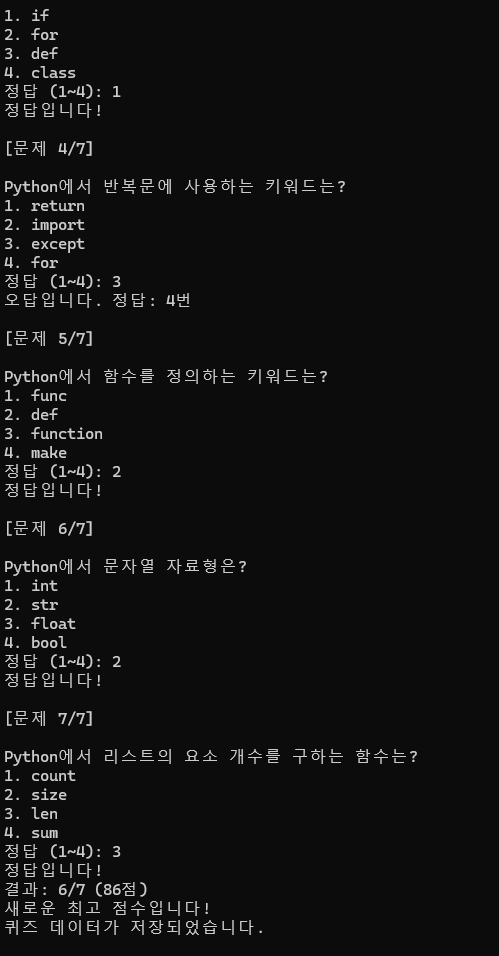 1. if
2. for
3. def
4. class
정답 (1~4): 1
정답입니다!
[문제 4/7]
Python에서 반복문에 사용하는 키워드는?
1. return
2. import
3. except
4. for
정답 (1~4): 3
오답입니다. 정답: 4번
[문제 5/7]
Python에서 함수를 정의하는 키워드는?
1. func
2. def
3. function
4. make
정답 (1~4): 2
정답입니다!
[문제 6/7]
Python에서 문자열 자료형은?
1. int
2. str
3. float
4. bool
정답 (1~4): 2
정답입니다!
[문제 7/7]
Python에서 리스트의 요소 개수를 구하는 함수는?
1. count
2. size
3. len
4. sum
정답 (1~4): 3
정답입니다!
결과: 6/7 (86점)
새로운 최고 점수입니다!
퀴즈 데이터가 저장되었습니다.